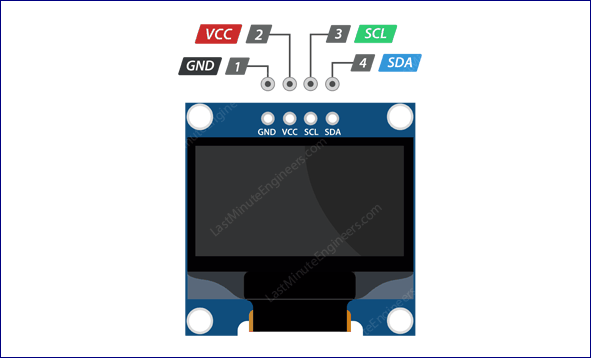 VCC 2 3 SCL
GND 1 4 SDA
GND VCC SCL SDA
LastMinuteEngineers.com
LastMinuteEngineers.com
LastMinuteEngineers.com